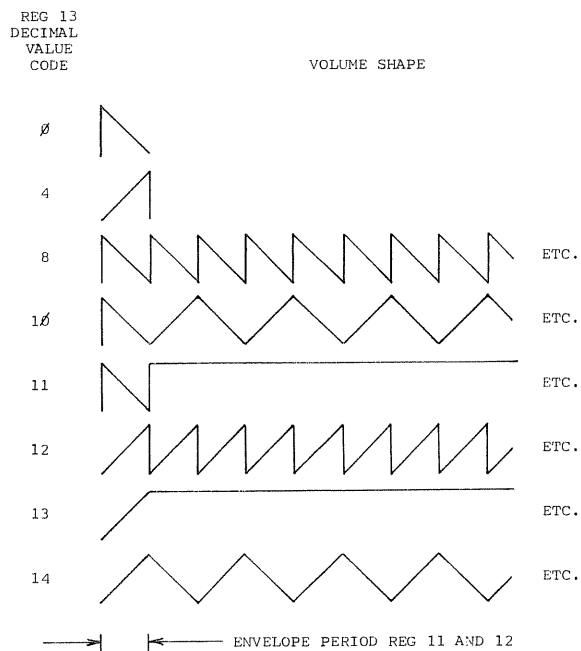 REG 13
DECIMAL
VALUE
CODE
VOLUME SHAPE
Ø
4
8 ETC.
1Ø ETC.
11 ETC.
12 ETC.
13 ETC.
14 ETC.
ENVELOPE PERIOD REG 11 AND 12